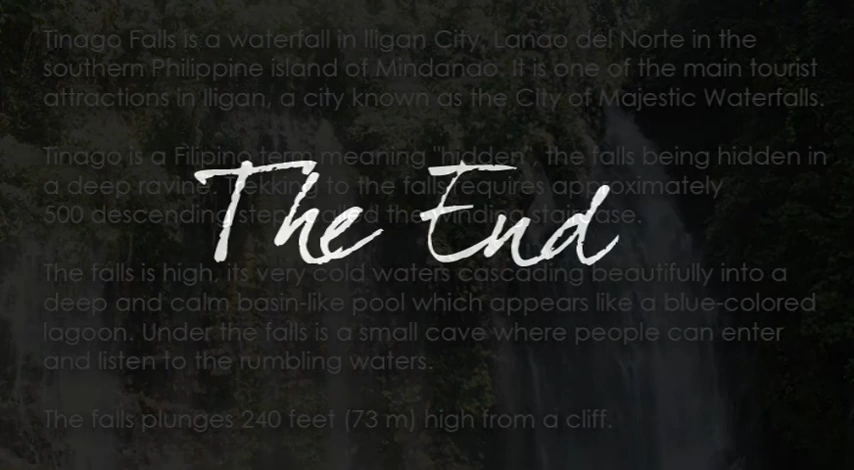 Tinago Falls is a waterfall in Iligan City, Lanao del Norte in the
southern Philippine island of Mindanao. It is one of the main tourist
attractions in Iligan, a city known as the City of Majestic Waterfalls.
Tinago is a Filipino term meaning "hidden", the falls being hidden in
a deep ravine. Trekking to the falls requires approximately
500 descending steps the winding staircase.
The End
The falls is high, its very cold waters cascading beautifully into a
deep and calm basin-like pool which appears like a blue-colored
lagoon. Under the falls is a small cave where people can enter
and listen to the rumbling waters.
The falls plunges 240 feet (73 m) high from a cliff.